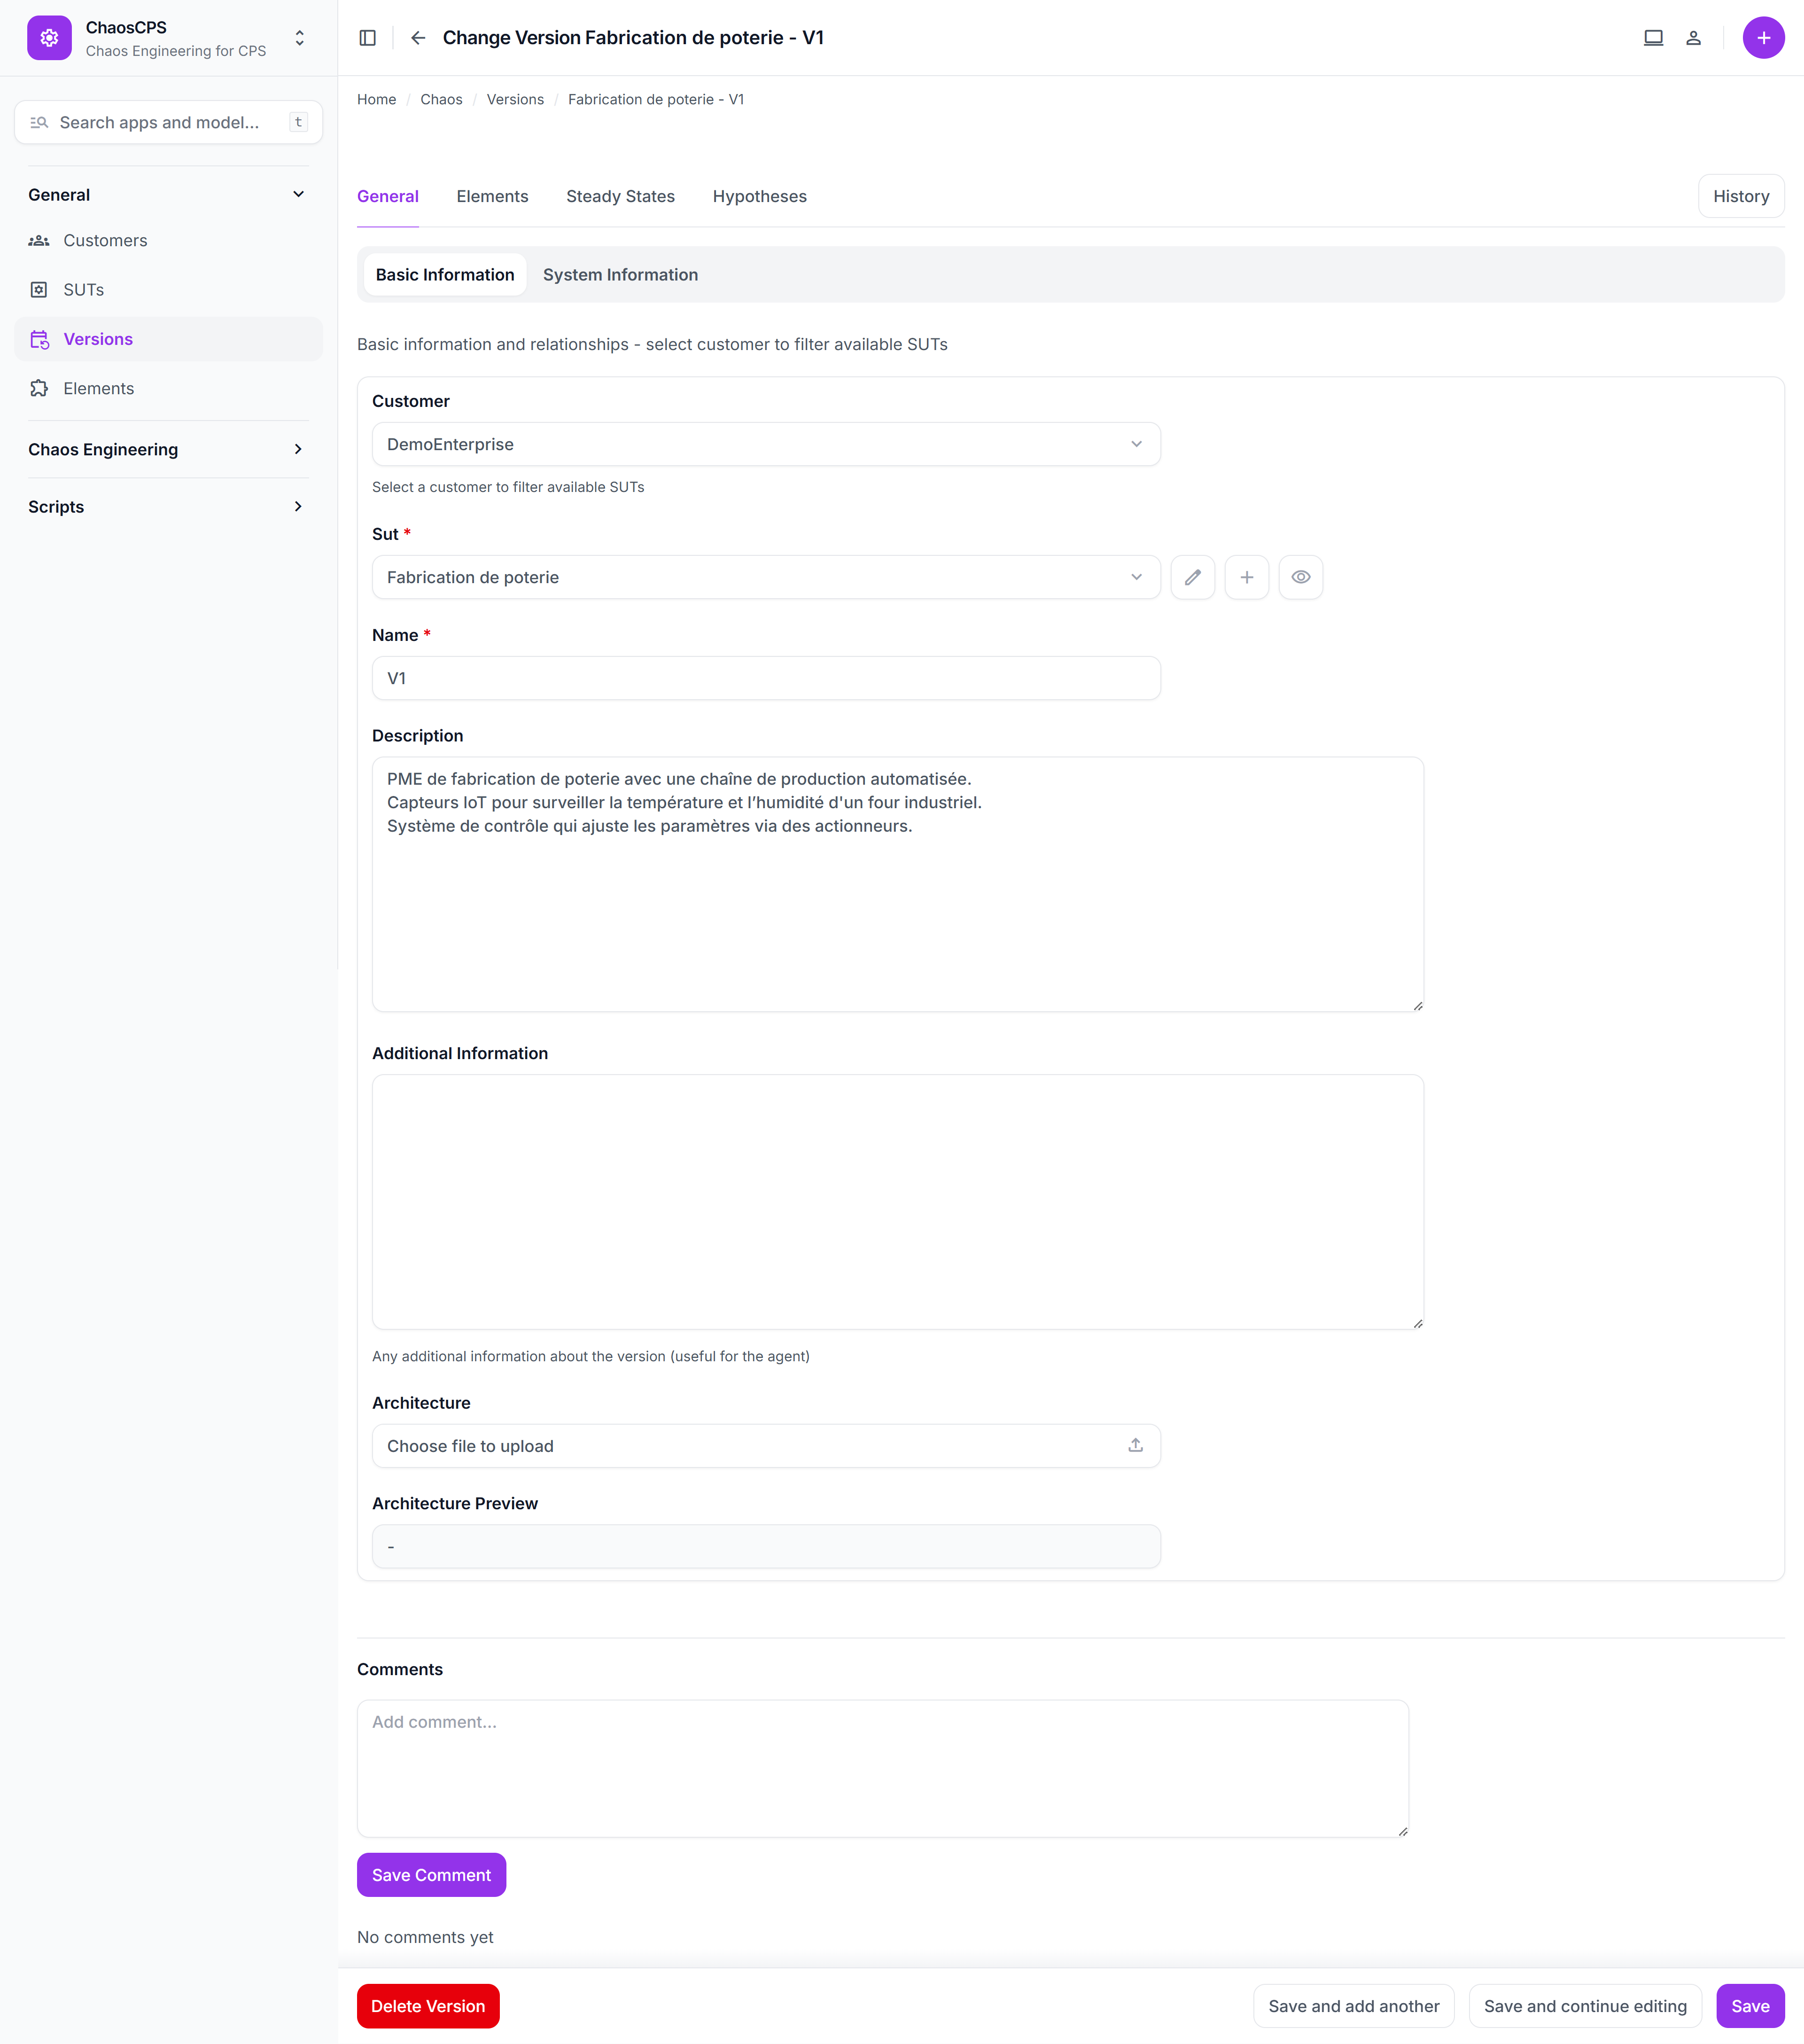 ChaosCPS
Chaos Engineering for CPS
Search apps and model...
t
General
Customers
SUTs
Versions
Elements
Chaos Engineering
Scripts
Change Version Fabrication de poterie - V1
Home / Chaos / Versions / Fabrication de poterie - V1
General Elements Steady States Hypotheses History
Basic Information System Information
Basic information and relationships - select customer to filter available SUTs
Customer
DemoEnterprise
Select a customer to filter available SUTs
Sut *
Fabrication de poterie
Name *
V1
Description
PME de fabrication de poterie avec une chaîne de production automatisée.
Capteurs IoT pour surveiller la température et l’humidité d'un four industriel.
Système de contrôle qui ajuste les paramètres via des actionneurs.
Additional Information
Any additional information about the version (useful for the agent)
Architecture
Choose file to upload
Architecture Preview
-
Comments
Add comment...
Save Comment
No comments yet
Delete Version Save and add another Save and continue editing Save